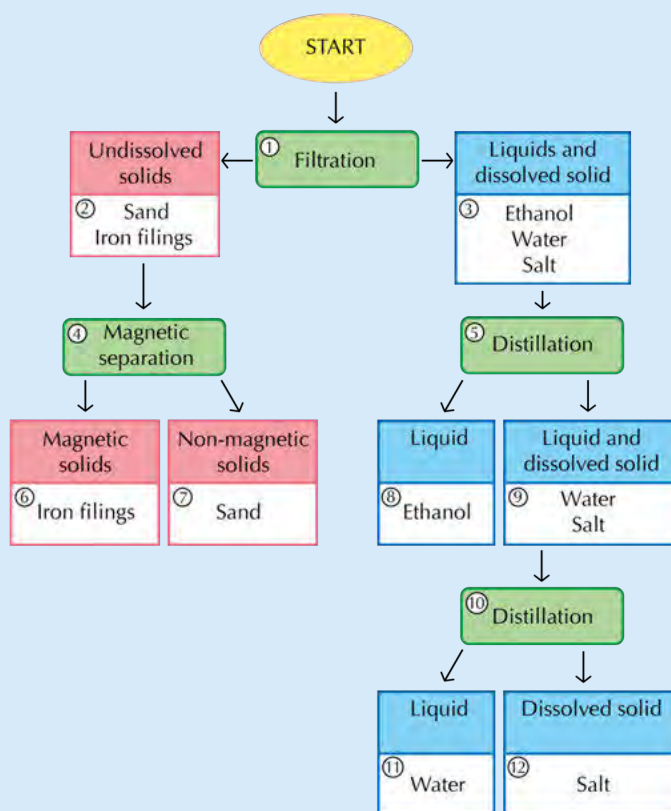 START
① Filtration
Undissolved
solids
② Sand
Iron filings
Liquids and
dissolved solid
③ Ethanol
Water
Salt
④ Magnetic
separation
⑤ Distillation
Magnetic
solids
⑥ Iron filings
Non-magnetic
solids
⑦ Sand
Liquid
⑧ Ethanol
Liquid and
dissolved solid
⑨ Water
Salt
⑩ Distillation
Liquid
⑪ Water
Dissolved solid
⑫ Salt